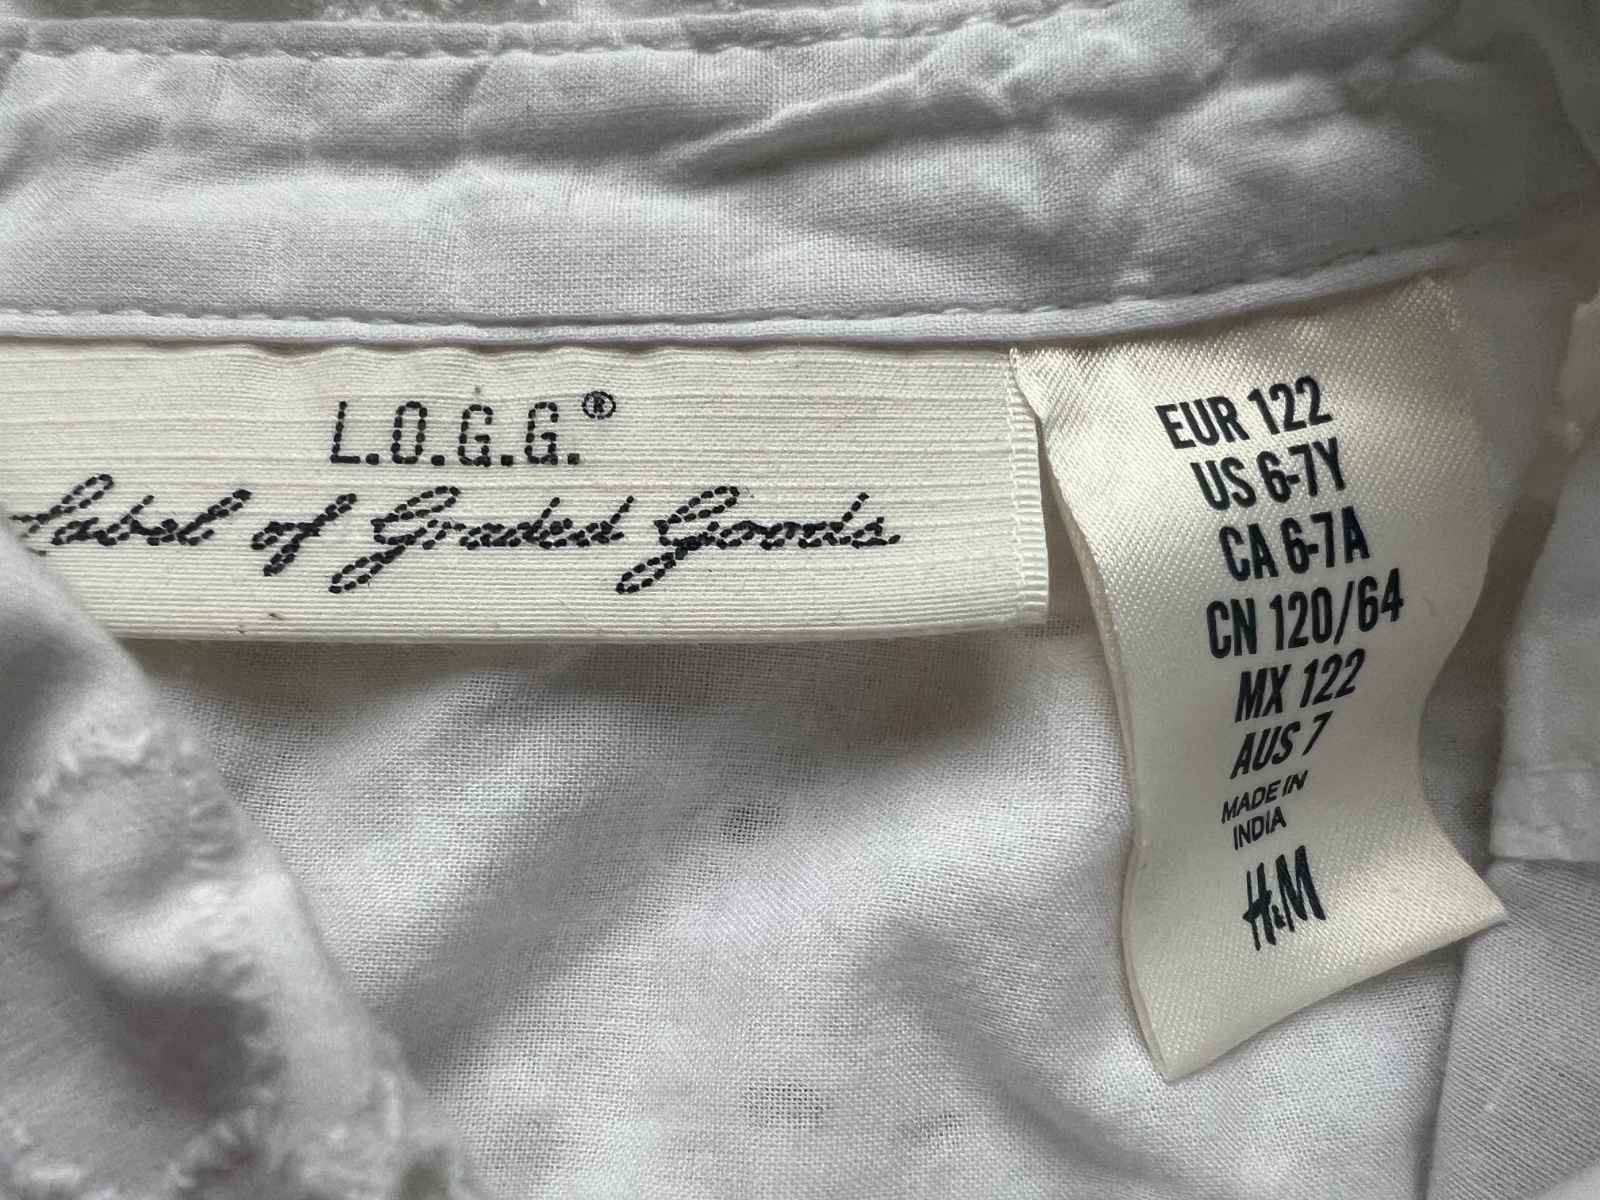 L.O.G.G.®
Label of Graded Goods
EUR 122
US 6-7Y
CA 6-7A
CN 120/64
MX 122
AUS 7
MADE IN
INDIA
H&M